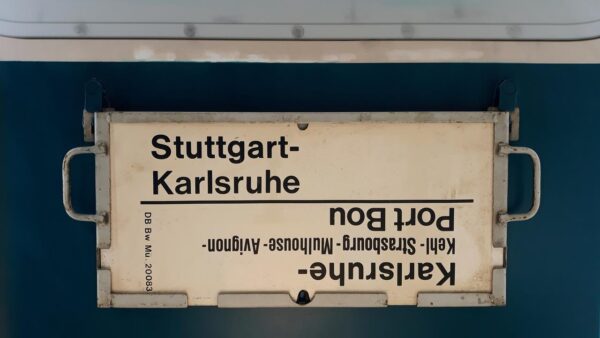 Stuttgart-
Karlsruhe
Karlsruhe-
Kehl-Strasbourg-Mulhouse-Avignon-
Port Bou
DB Bw Mü. 20083